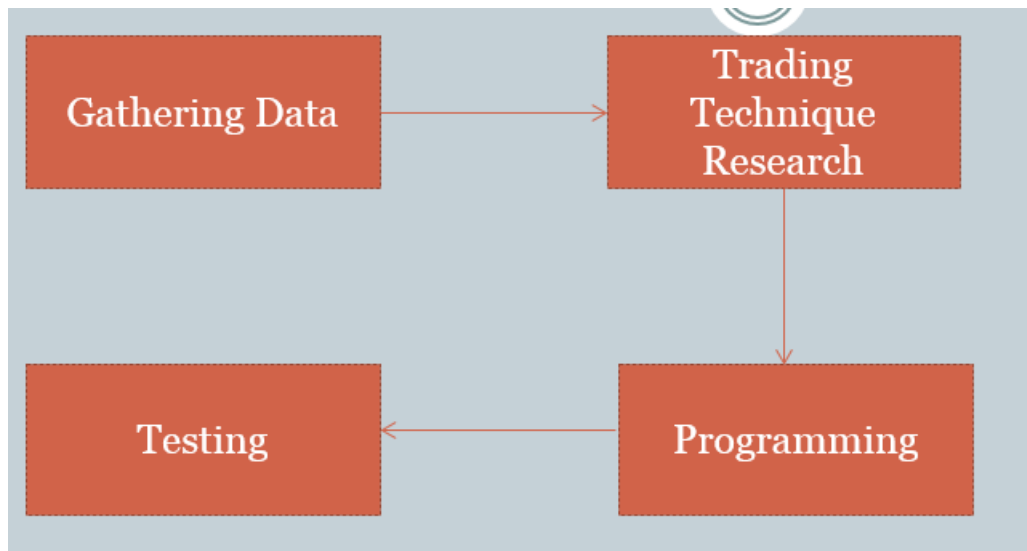 Gathering Data
Trading
Technique
Research
Testing
Programming